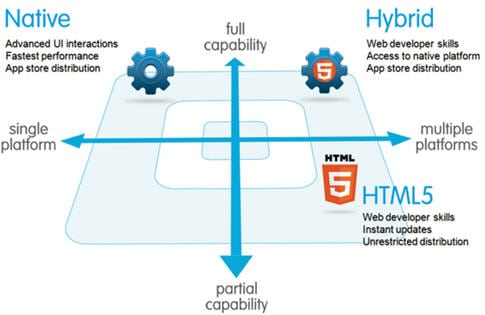 Native
Advanced UI interactions
Fastest performance
App store distribution
full
capability
Hybrid
Web developer skills
Access to native platform
App store distribution
5
single
platform
multiple
platforms
HTML
5
HTML5
Web developer skills
Instant updates
Unrestricted distribution
partial
capability